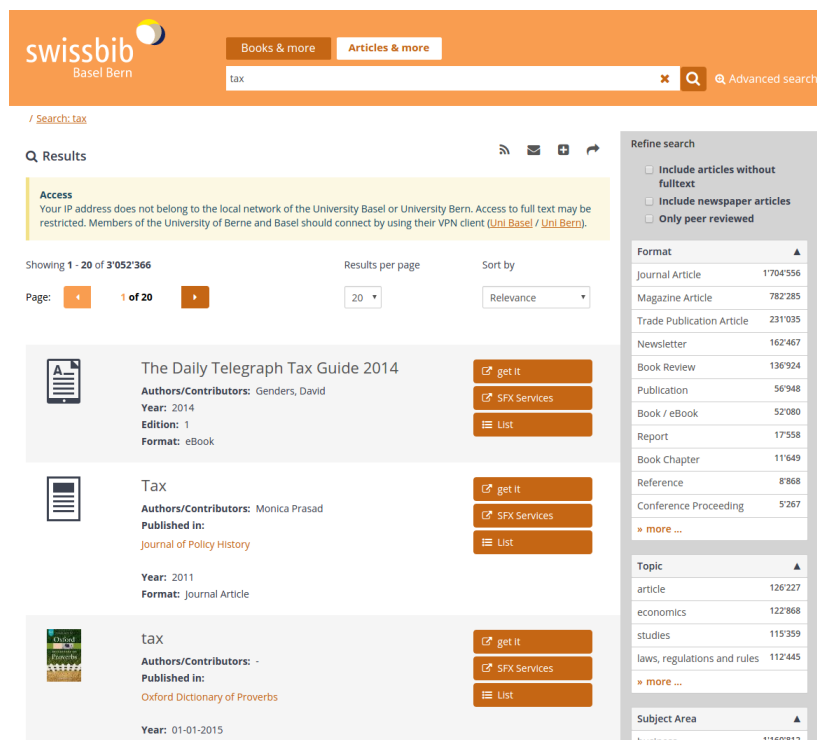 swissbib
Basel Bern
Books & more
Articles & more
tax
Advanced search
/ Search: tax
Results
Access
Your IP address does not belong to the local network of the University Basel or University Bern. Access to full text may be
restricted. Members of the University of Berne and Basel should connect by using their VPN client (Uni Basel / Uni Bern).
Showing 1 - 20 of 3'052'366
Results per page
Sort by
Page:
1 of 20
20
Relevance
The Daily Telegraph Tax Guide 2014
Authors/Contributors: Genders, David
Year: 2014
Edition: 1
Format: eBook
get it
SFX Services
List
Tax
Authors/Contributors: Monica Prasad
Published in:
Journal of Policy History
Year: 2011
Format: Journal Article
get it
SFX Services
List
Oxford
Proverbs
tax
Authors/Contributors: -
Published in:
Oxford Dictionary of Proverbs
Year: 01-01-2015
get it
SFX Services
List
Refine search
Include articles without
fulltext
Include newspaper articles
Only peer reviewed
Format
Journal Article 1'704'556
Magazine Article 782'285
Trade Publication Article 231'035
Newsletter 162'467
Book Review 136'924
Publication 56'948
Book / eBook 52'080
Report 17'558
Book Chapter 11'649
Reference 8'868
Conference Proceeding 5'267
» more ...
Topic
article 126'227
economics 122'868
studies 115'359
laws, regulations and rules 112'445
» more ...
Subject Area